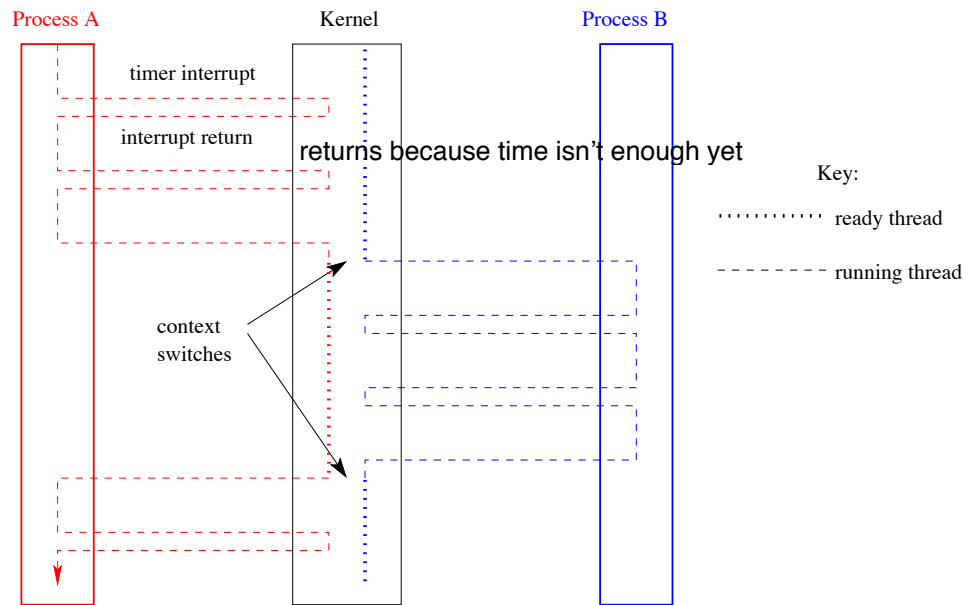 Process A
Kernel
Process B
timer interrupt
interrupt return
returns because time isn't enough yet
Key:
ready thread
running thread
context
switches